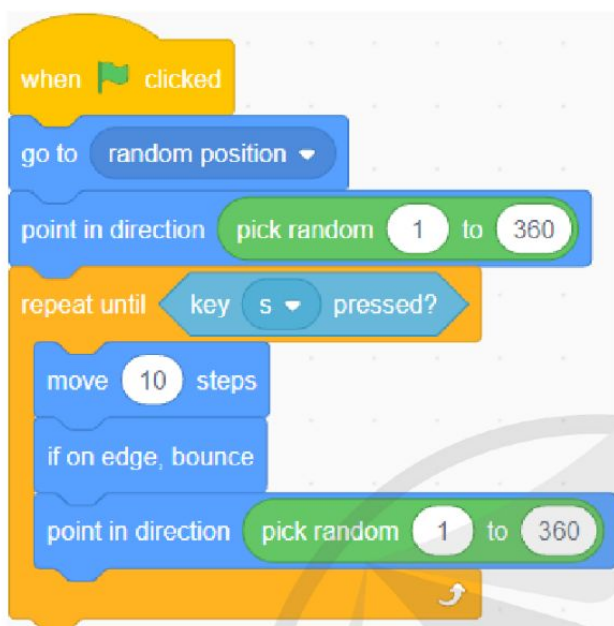 when clicked
go to random position
point in direction pick random 1 to 360
repeat until key s pressed?
move 10 steps
if on edge, bounce
point in direction pick random 1 to 360